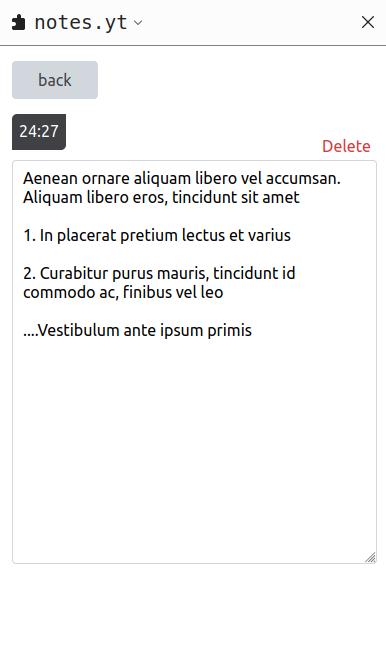 notes.yt
back
24:27
Delete
Aenean ornare aliquam libero vel accumsan.
Aliquam libero eros, tincidunt sit amet
1. In placerat pretium lectus et varius
2. Curabitur purus mauris, tincidunt id
commodo ac, finibus vel leo
....Vestibulum ante ipsum primis